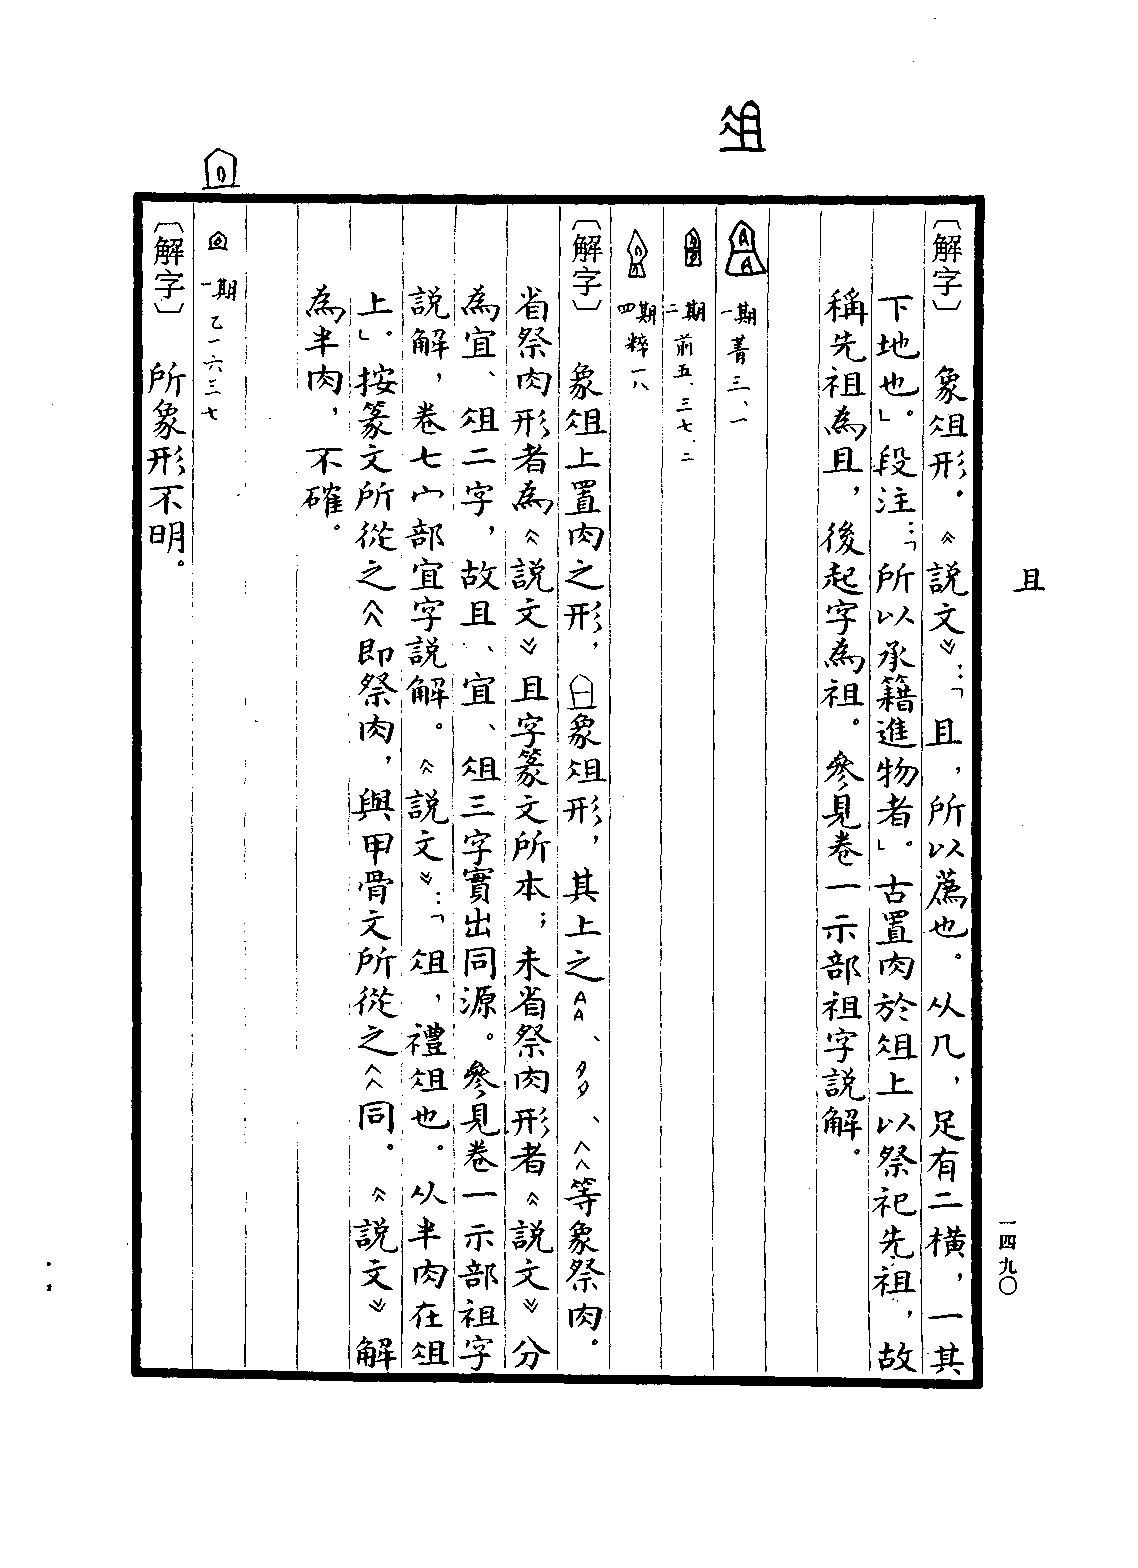 且
一四九〇
〔解字〕　象俎形。《說文》：「且，所以薦也。从几，足有二橫，一其
下地也」。段注：「所以承籍進物者」。古置肉於俎上以祭祀先祖，故
稱先祖為且，後起字為祖。參見卷一示部祖字說解。
俎
一期　菁三、一
二期　前五、三七、二
四期　粹一八
〔解字〕　象俎上置肉之形，象俎形，其上之、、等象祭肉。
省祭肉形者為《說文》且字篆文所本；未省祭肉形者《說文》分
為宜、俎二字，故且、宜、俎三字實出同源。參見卷一示部祖字
說解，卷七宀部宜字說解。《說文》：「俎，禮俎也。从半肉在俎
上」。按篆文所從之即祭肉，與甲骨文所從之同。《說文》解
為半肉，不確。
一期　乙一六三七
〔解字〕　所象形不明。